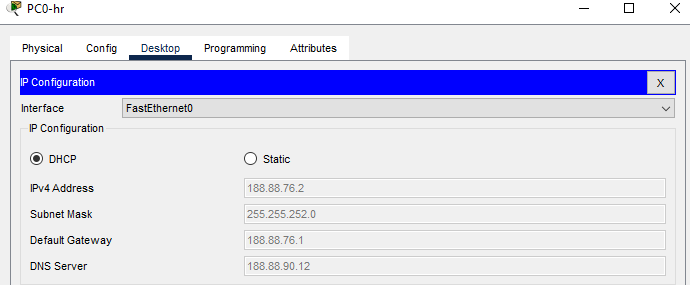 PC0-hr
Physical Config Desktop Programming Attributes
IP Configuration X
Interface FastEthernet0
IP Configuration
DHCP Static
IPv4 Address 188.88.76.2
Subnet Mask 255.255.252.0
Default Gateway 188.88.76.1
DNS Server 188.88.90.12